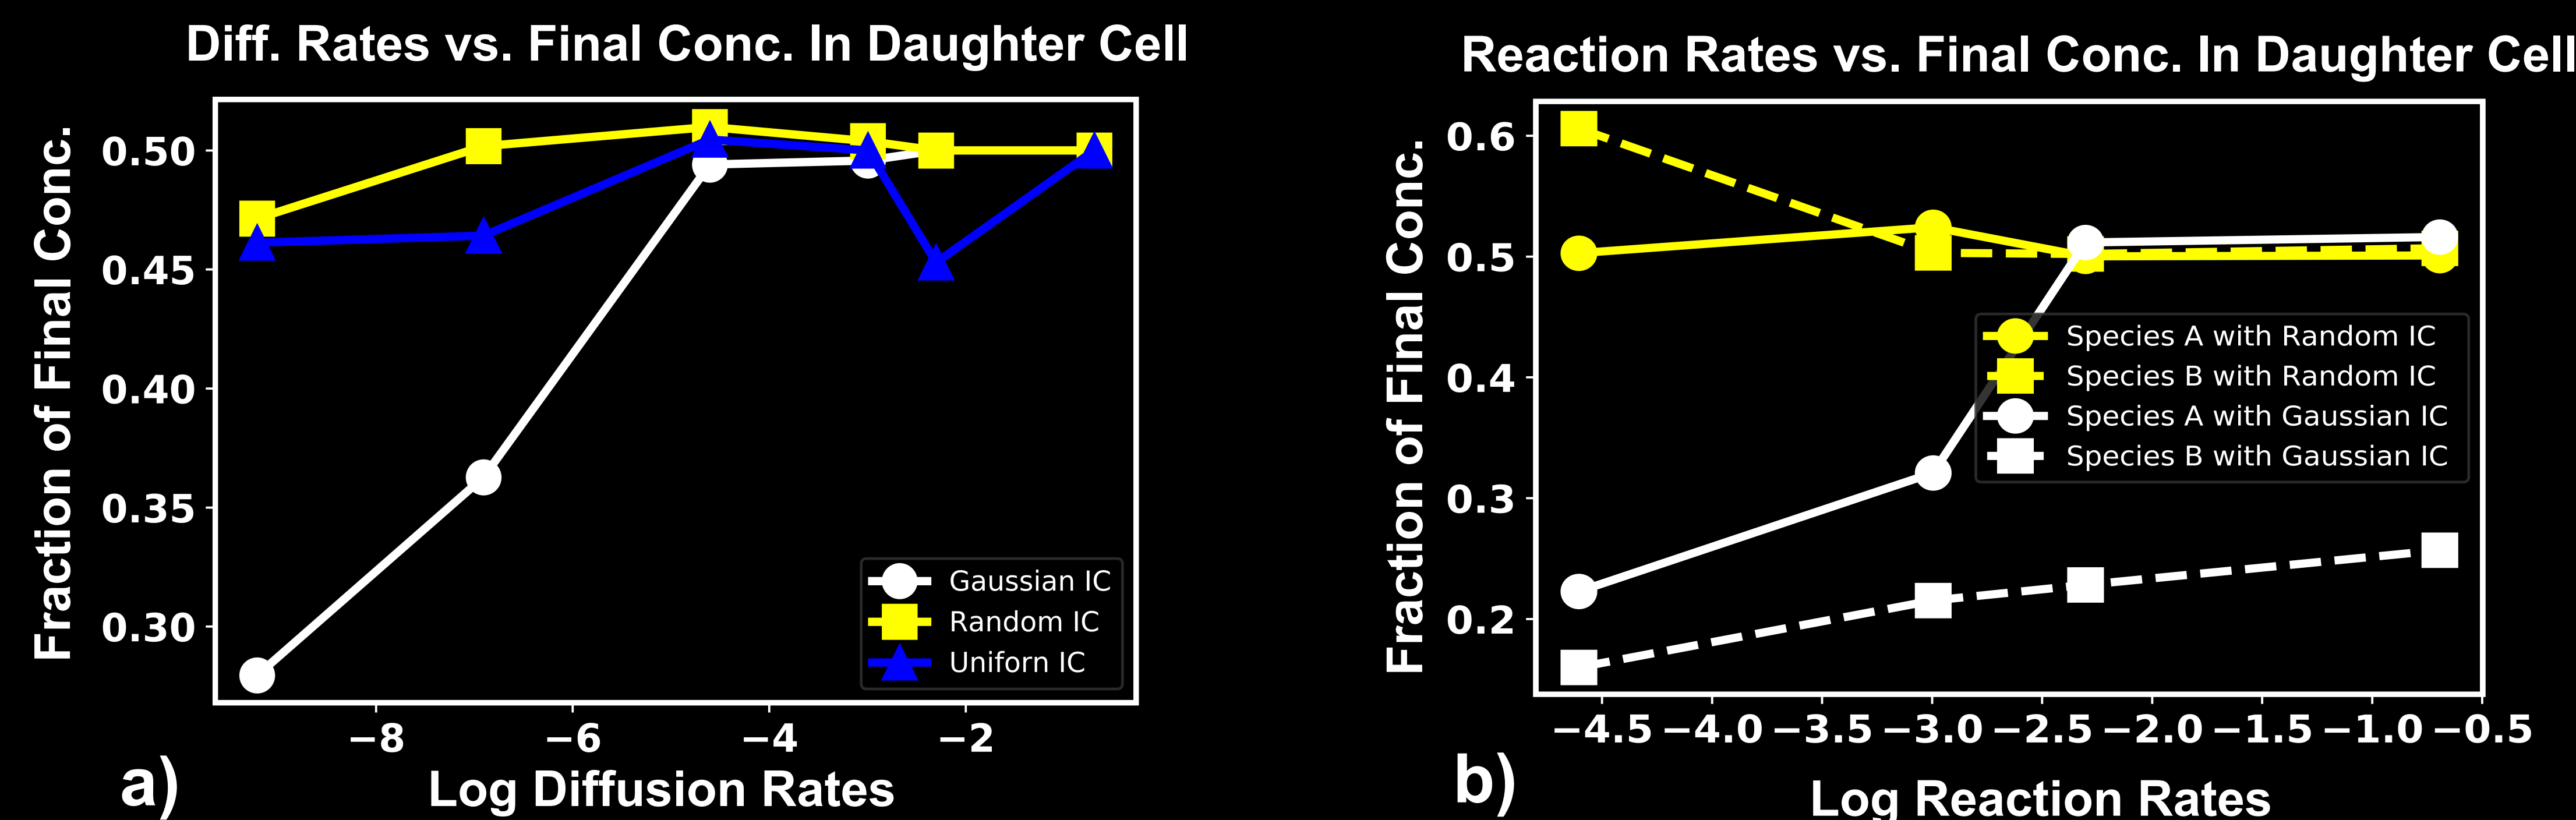 Diff. Rates vs. Final Conc. In Daughter Cell
Fraction of Final Conc.
0.50
0.45
0.40
0.35
0.30
Gaussian IC
Random IC
Uniforn IC
−8 −6 −4 −2
a)
Log Diffusion Rates
Reaction Rates vs. Final Conc. In Daughter Cell
Fraction of Final Conc.
0.6
0.5
0.4
0.3
0.2
Species A with Random IC
Species B with Random IC
Species A with Gaussian IC
Species B with Gaussian IC
−4.5 −4.0 −3.5 −3.0 −2.5 −2.0 −1.5 −1.0 −0.5
b)
Log Reaction Rates